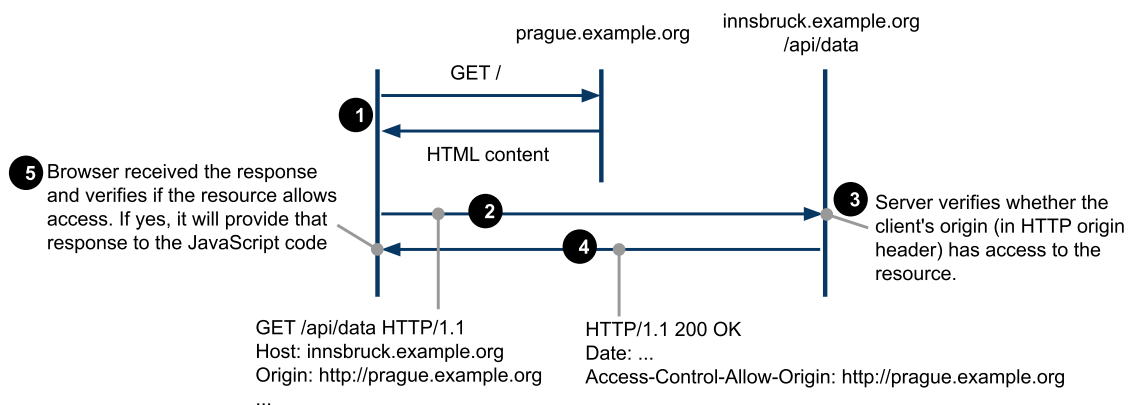 prague.example.org
innsbruck.example.org
/api/data
GET /
1
HTML content
5 Browser received the response
and verifies if the resource allows
access. If yes, it will provide that
response to the JavaScript code
2
3 Server verifies whether the
client's origin (in HTTP origin
header) has access to the
resource.
4
GET /api/data HTTP/1.1
Host: innsbruck.example.org
Origin: http://prague.example.org
...
HTTP/1.1 200 OK
Date: ...
Access-Control-Allow-Origin: http://prague.example.org